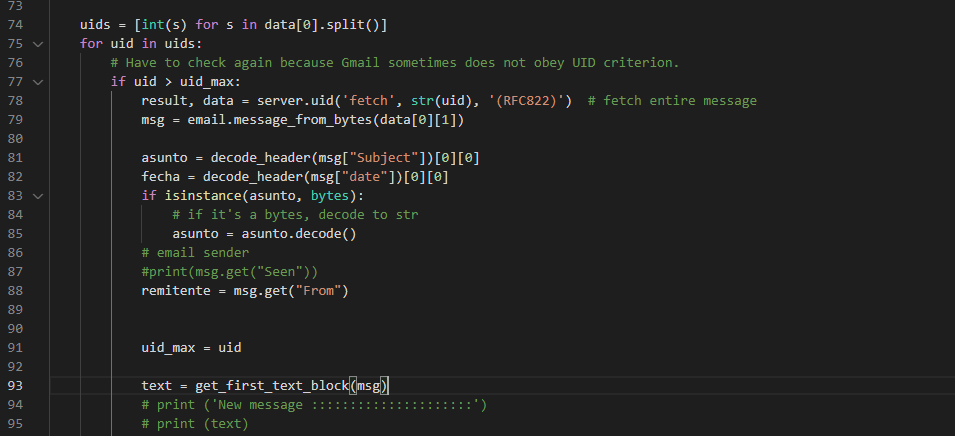 73
74 uids = [int(s) for s in data[0].split()]
75 for uid in uids:
76 # Have to check again because Gmail sometimes does not obey UID criterion.
77 if uid > uid_max:
78 result, data = server.uid('fetch', str(uid), '(RFC822)')  # fetch entire message
79 msg = email.message_from_bytes(data[0][1])
80
81 asunto = decode_header(msg["Subject"])[0][0]
82 fecha = decode_header(msg["date"])[0][0]
83 if isinstance(asunto, bytes):
84 # if it's a bytes, decode to str
85 asunto = asunto.decode()
86 # email sender
87 #print(msg.get("Seen"))
88 remitente = msg.get("From")
89
90
91 uid_max = uid
92
93 text = get_first_text_block(msg)
94 # print ('New message :::::::::::::::::::::')
95 # print (text)